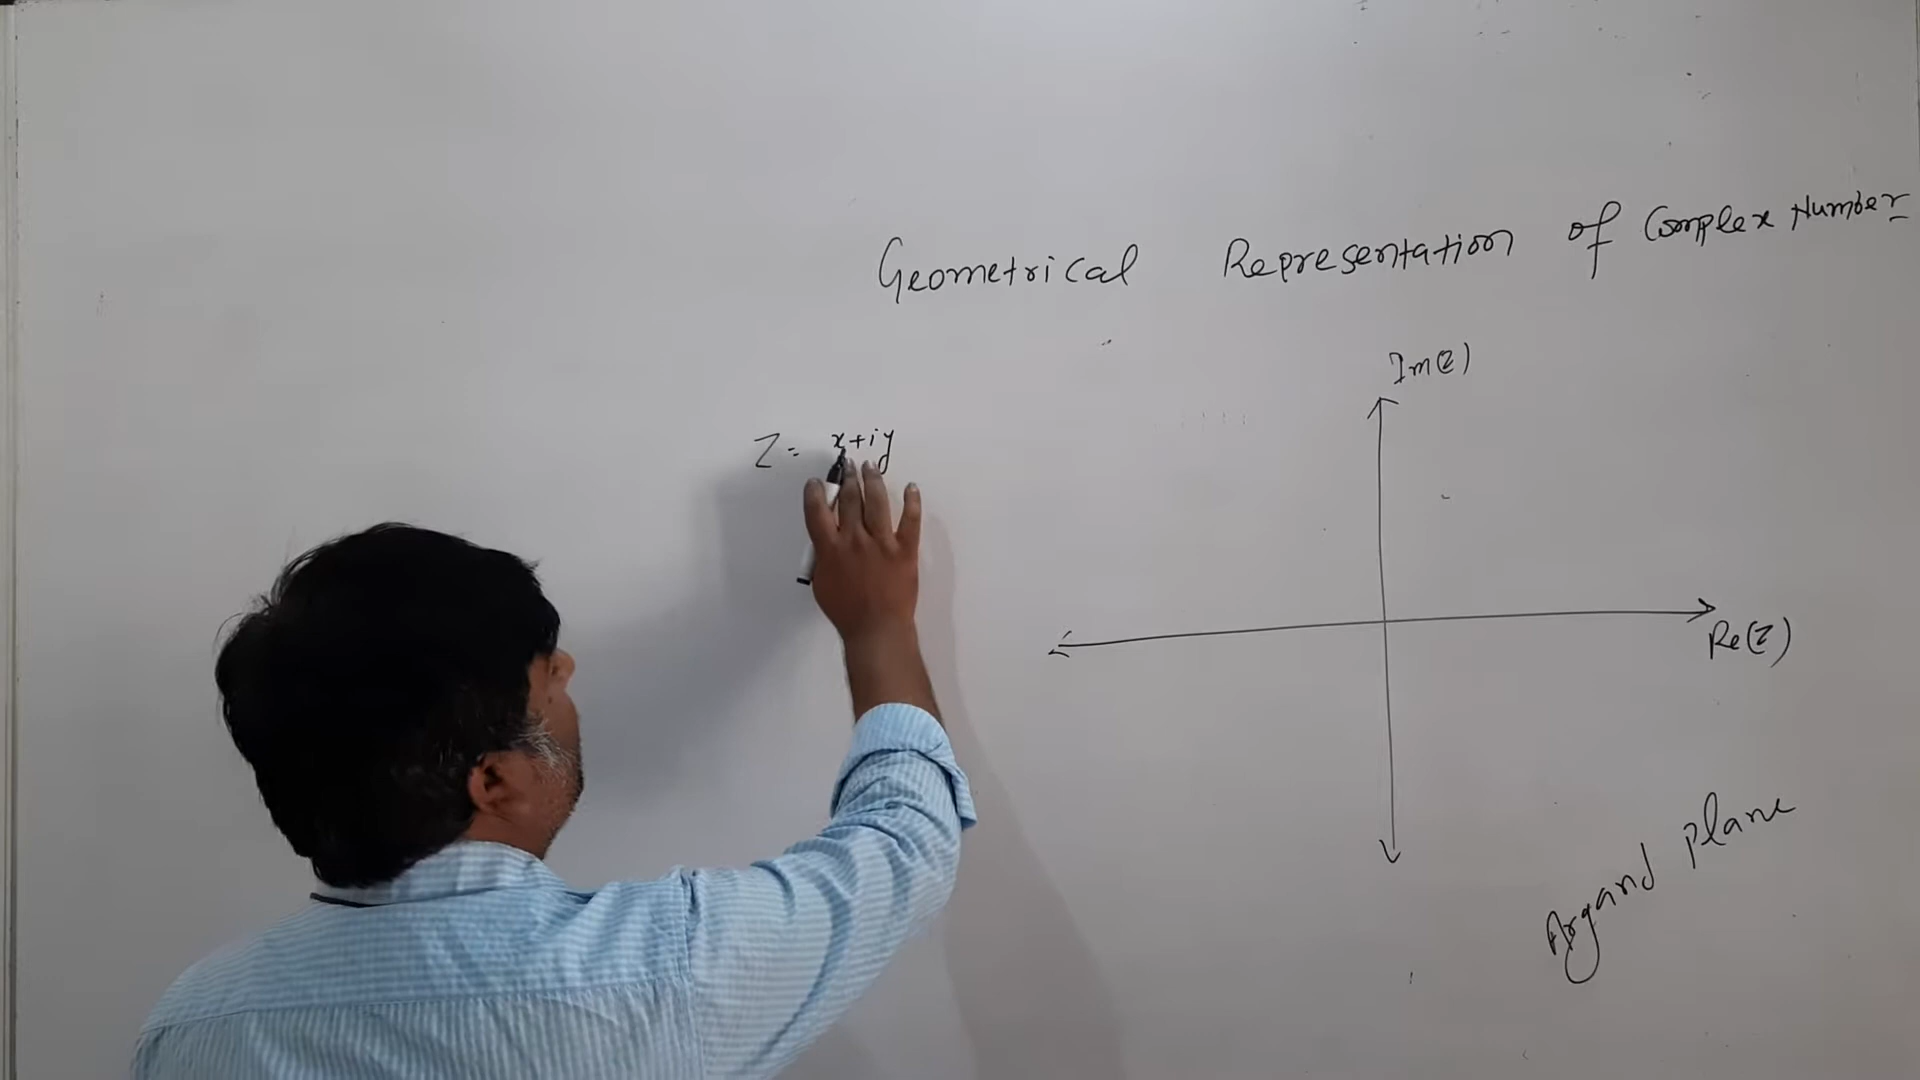 Geometrical Representation of Complex Number
Im(z)
Z = x+iy
Re(Z)
Argand plane